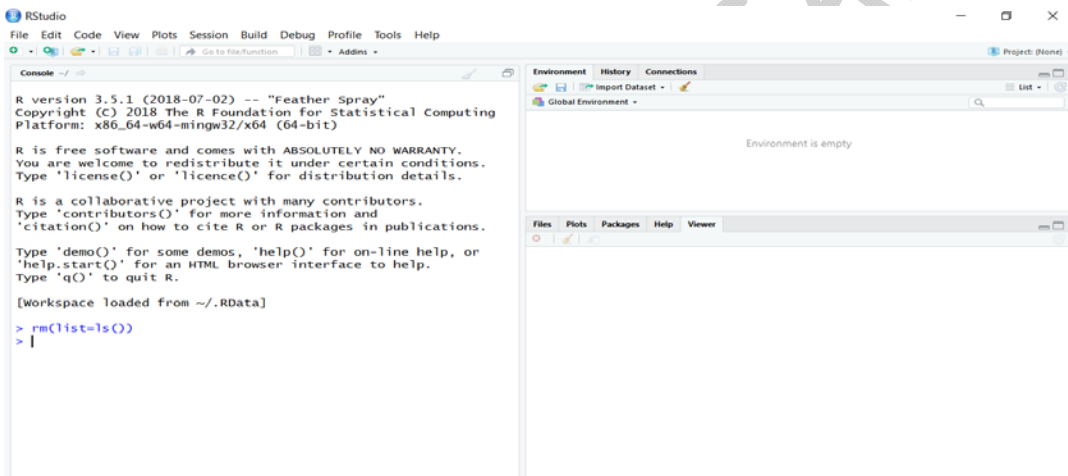 RStudio
File Edit Code View Plots Session Build Debug Profile Tools Help
Go to file/function Addins Project: (None)
Console ~/
R version 3.5.1 (2018-07-02) -- "Feather Spray"
Copyright (C) 2018 The R Foundation for Statistical Computing
Platform: x86_64-w64-mingw32/x64 (64-bit)
R is free software and comes with ABSOLUTELY NO WARRANTY.
You are welcome to redistribute it under certain conditions.
Type 'license()' or 'licence()' for distribution details.
R is a collaborative project with many contributors.
Type 'contributors()' for more information and
'citation()' on how to cite R or R packages in publications.
Type 'demo()' for some demos, 'help()' for on-line help, or
'help.start()' for an HTML browser interface to help.
Type 'q()' to quit R.
[Workspace loaded from ~/.RData]
> rm(list=ls())
>
Environment History Connections
Import Dataset List
Global Environment
Environment is empty
Files Plots Packages Help Viewer